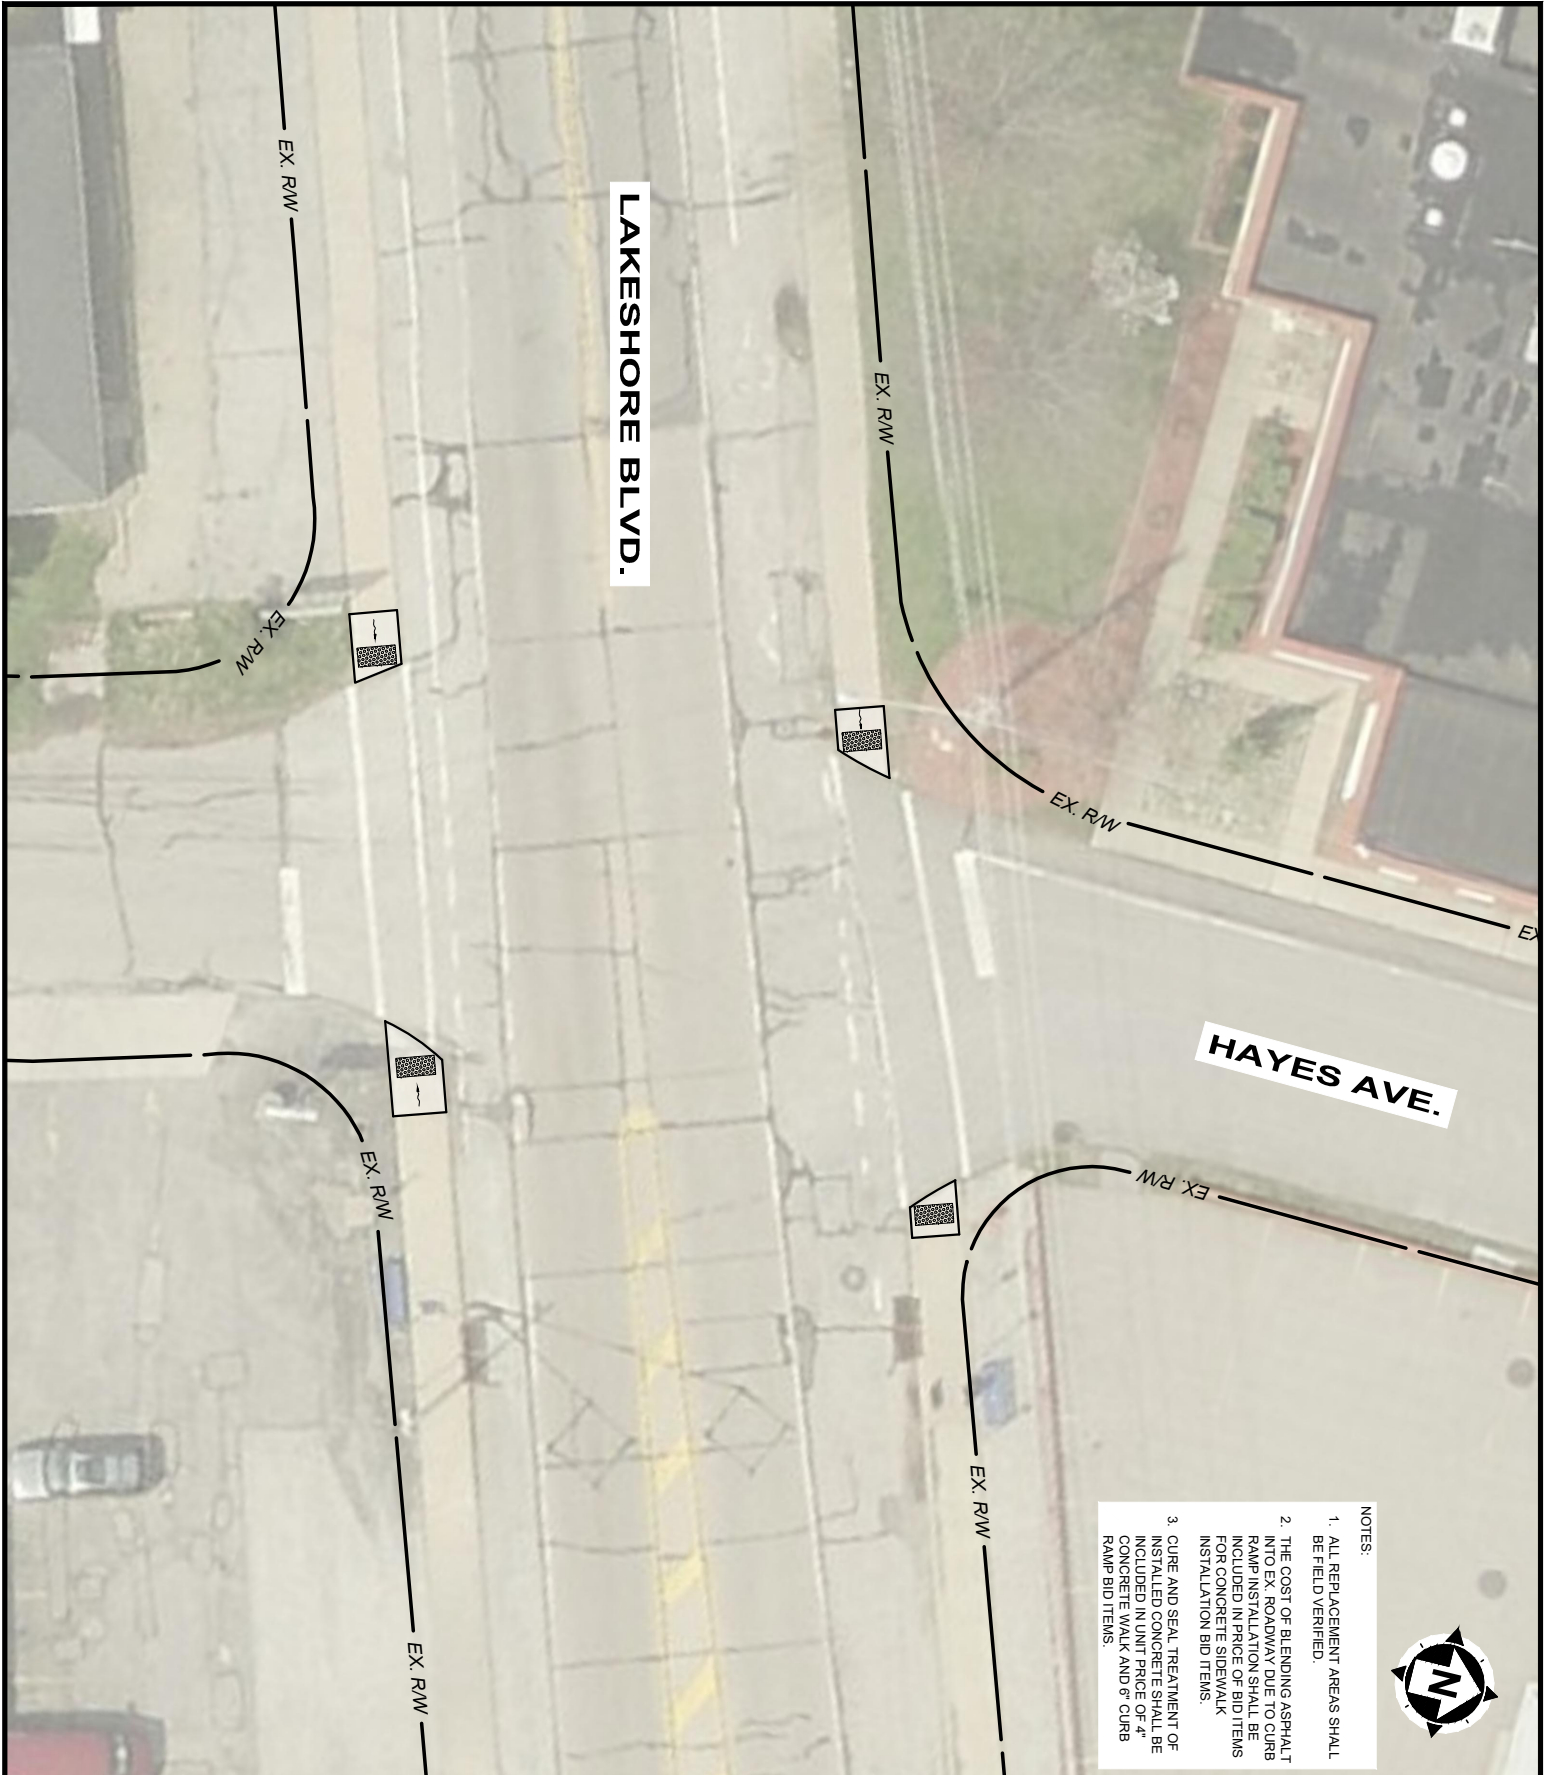 LAKESHORE BLVD.
HAYES AVE.
EX. R/W
EX. R/W
EX. R/W
EX. R/W
EX
EX. R/W
EX. R/W
EX. R/W
EX. R/W
NOTES:
1. ALL REPLACEMENT AREAS SHALL
BE FIELD VERIFIED.
2. THE COST OF BLENDING ASPHALT
INTO EX. ROADWAY DUE TO CURB
RAMP INSTALLATION SHALL BE
INCLUDED IN PRICE OF BID ITEMS
FOR CONCRETE SIDEWALK
INSTALLATION BID ITEMS.
3. CURE AND SEAL TREATMENT OF
INSTALLED CONCRETE SHALL BE
INCLUDED IN UNIT PRICE OF 4"
CONCRETE WALK AND 6" CURB
RAMP BID ITEMS.
N